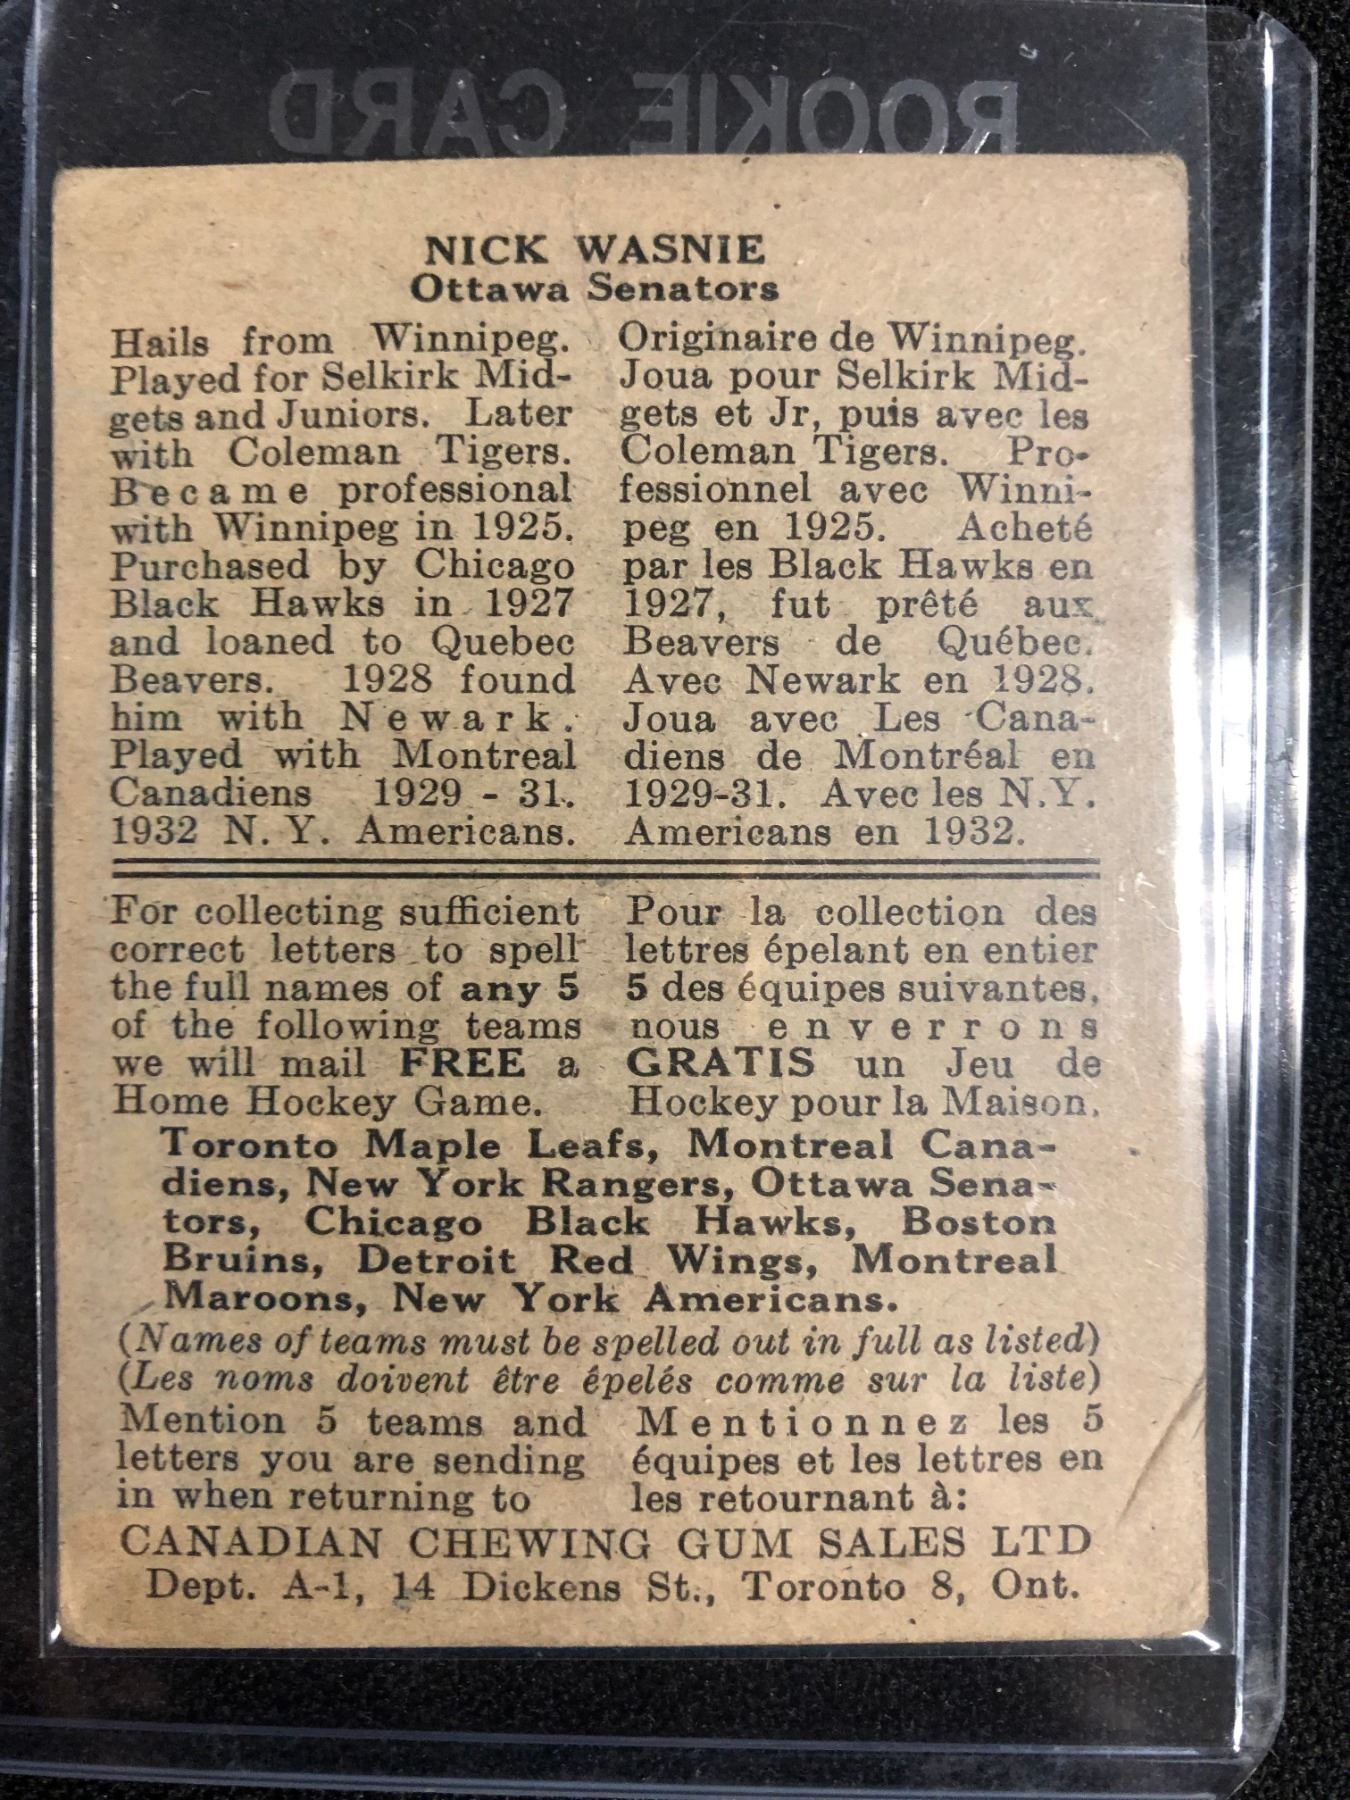 ROOKIE CARD
NICK WASNIE
Ottawa Senators
Hails from Winnipeg.
Played for Selkirk Mid-
gets and Juniors. Later
with Coleman Tigers.
Became professional
with Winnipeg in 1925.
Purchased by Chicago
Black Hawks in 1927
and loaned to Quebec
Beavers. 1928 found
him with Newark.
Played with Montreal
Canadiens 1929 - 31.
1932 N. Y. Americans.
Originaire de Winnipeg.
Joua pour Selkirk Mid-
gets et Jr, puis avec les
Coleman Tigers. Pro-
fessionnel avec Winni-
peg en 1925. Acheté
par les Black Hawks en
1927, fut prêté aux
Beavers de Québec.
Avec Newark en 1928.
Joua avec Les Cana-
diens de Montréal en
1929-31. Avec les N.Y.
Americans en 1932.
For collecting sufficient
correct letters to spell
the full names of any 5
of the following teams
we will mail FREE a
Home Hockey Game.
Pour la collection des
lettres épelant en entier
5 des équipes suivantes,
nous enverrons
GRATIS un Jeu de
Hockey pour la Maison.
Toronto Maple Leafs, Montreal Cana-
diens, New York Rangers, Ottawa Sena-
tors, Chicago Black Hawks, Boston
Bruins, Detroit Red Wings, Montreal
Maroons, New York Americans.
(Names of teams must be spelled out in full as listed)
(Les noms doivent être épelés comme sur la liste)
Mention 5 teams and
letters you are sending
in when returning to
Mentionnez les 5
équipes et les lettres en
les retournant à:
CANADIAN CHEWING GUM SALES LTD
Dept. A-1, 14 Dickens St., Toronto 8, Ont.